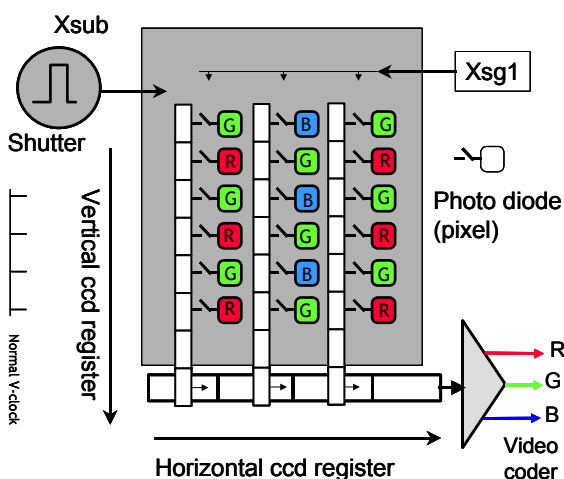 Xsub
Shutter
Xsg1
G B G
R G R
G B G
R G R
G B G
R G R
Photo diode
(pixel)
Vertical ccd register
Normal V-clock
R
G
B
Video
coder
Horizontal ccd register